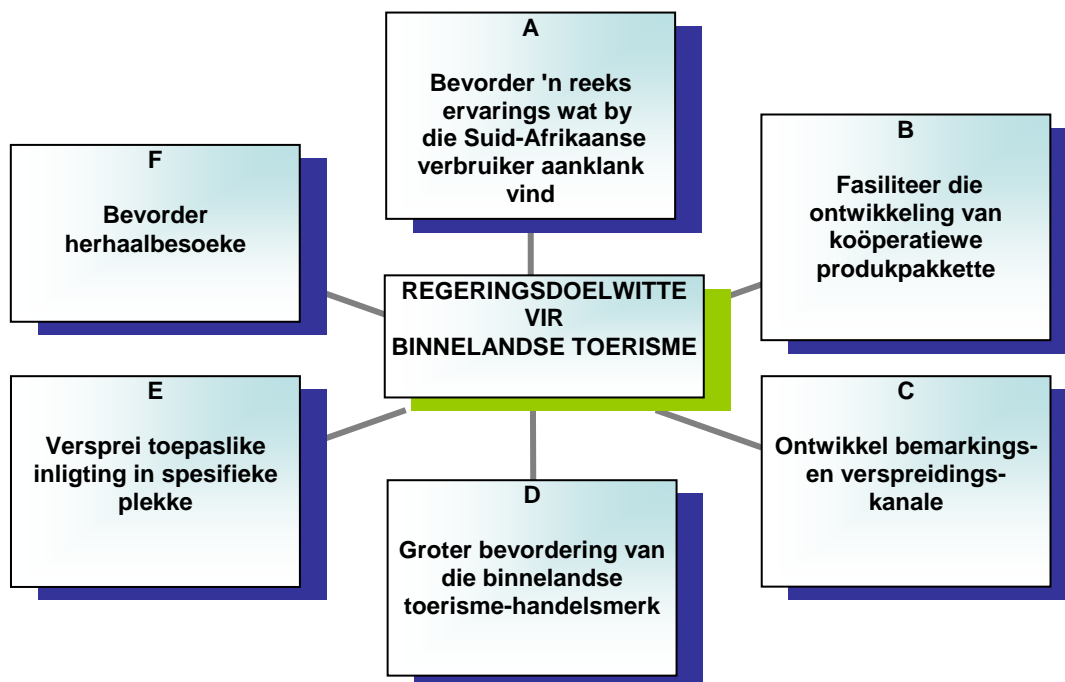 A
Bevorder 'n reeks
ervarings wat by
die Suid-Afrikaanse
verbruiker aanklank
vind
B
Fasiliteer die
ontwikkeling van
koöperatiewe
produkpakkette
F
Bevorder
herhaalbesoeke
REGERINGSDOELWITTE
VIR
BINNELANDSE TOERISME
E
Versprei toepaslike
inligting in spesifieke
plekke
C
Ontwikkel bemarkings-
en verspreidings-
kanale
D
Groter bevordering van
die binnelandse
toerisme-handelsmerk